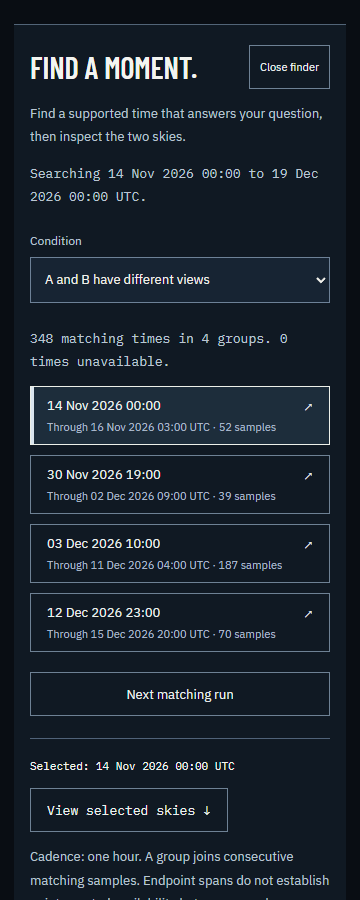 FIND A MOMENT.
Close finder
Find a supported time that answers your question,
then inspect the two skies.
Searching 14 Nov 2026 00:00 to 19 Dec
2026 00:00 UTC.
Condition
A and B have different views
348 matching times in 4 groups. 0
times unavailable.
14 Nov 2026 00:00 ↗
Through 16 Nov 2026 03:00 UTC · 52 samples
30 Nov 2026 19:00 ↗
Through 02 Dec 2026 09:00 UTC · 39 samples
03 Dec 2026 10:00 ↗
Through 11 Dec 2026 04:00 UTC · 187 samples
12 Dec 2026 23:00 ↗
Through 15 Dec 2026 20:00 UTC · 70 samples
Next matching run
Selected: 14 Nov 2026 00:00 UTC
View selected skies ↓
Cadence: one hour. A group joins consecutive
matching samples. Endpoint spans do not establish